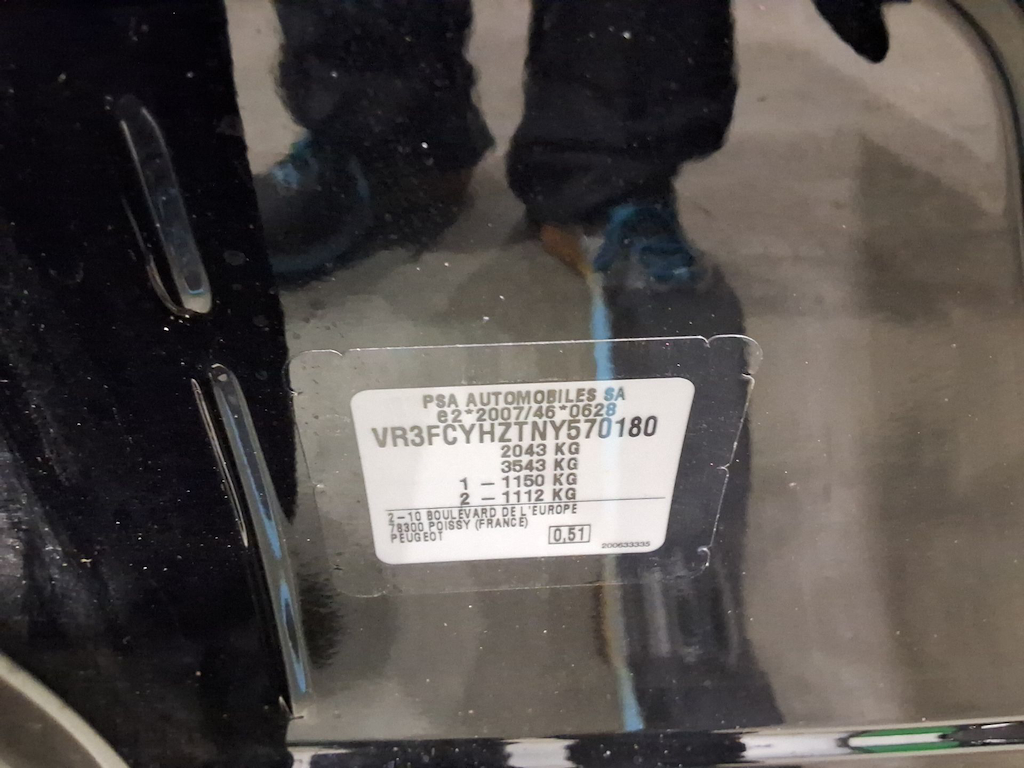 PSA AUTOMOBILES SA
e2*2007/46*0628
VR3FCYHZTNY570180
2043 KG
3543 KG
1 - 1150 KG
2 - 1112 KG
2-10 BOULEVARD DE L'EUROPE
78300 POISSY (FRANCE)
PEUGEOT
0,51
200633335